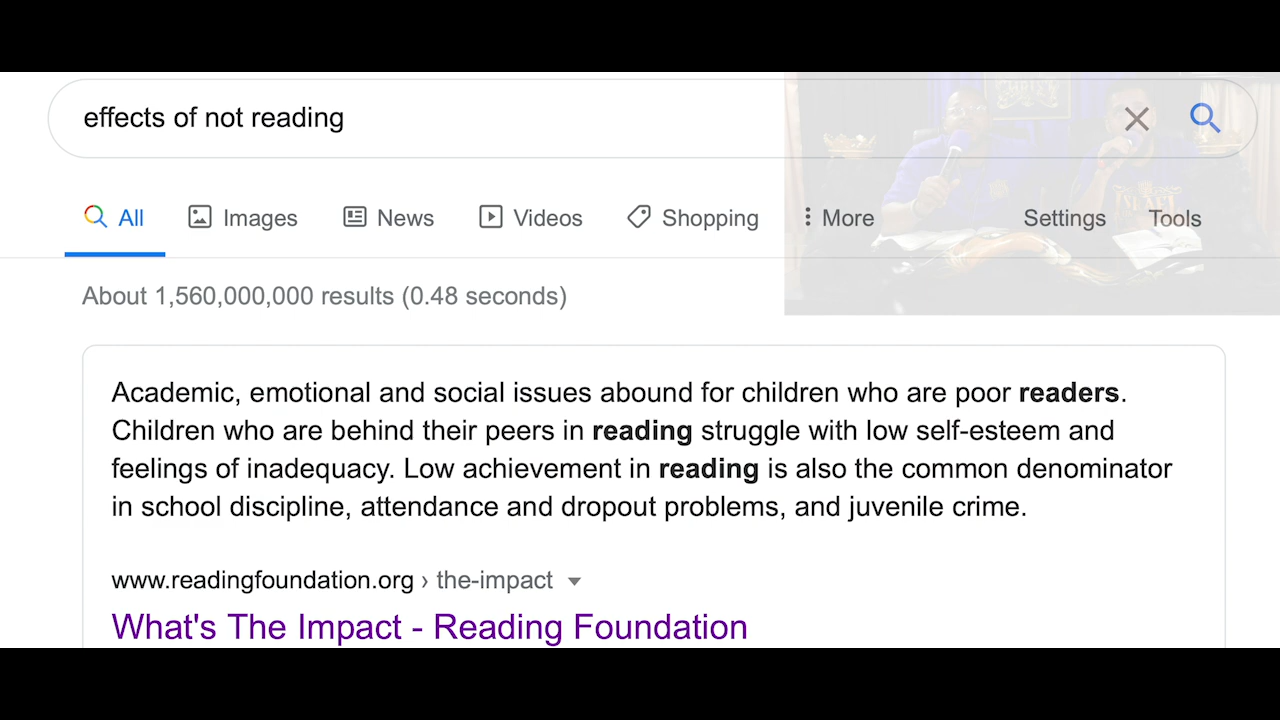 effects of not reading
All Images News Videos Shopping More Settings Tools
About 1,560,000,000 results (0.48 seconds)
Academic, emotional and social issues abound for children who are poor readers.
Children who are behind their peers in reading struggle with low self-esteem and
feelings of inadequacy. Low achievement in reading is also the common denominator
in school discipline, attendance and dropout problems, and juvenile crime.
www.readingfoundation.org › the-impact
What's The Impact - Reading Foundation